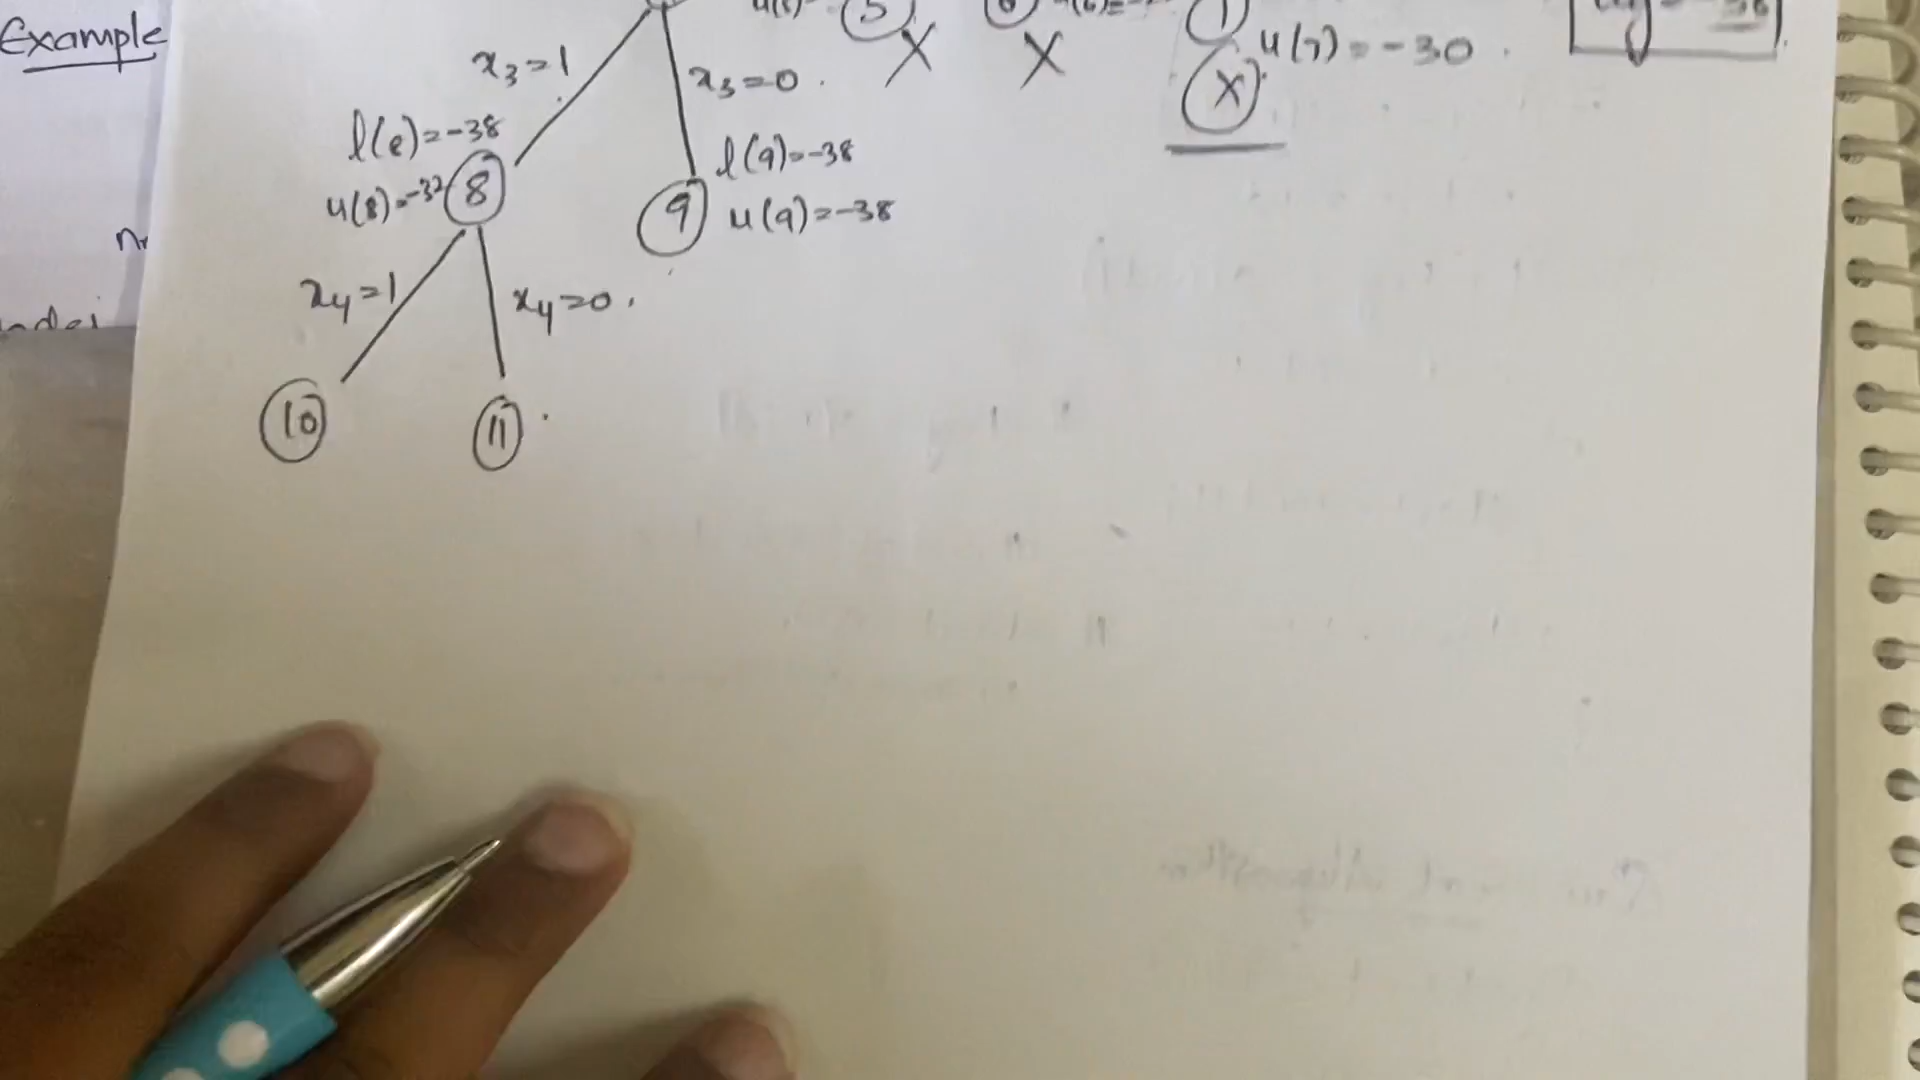 Example
x3=1
x3=0.
X
X
X
u(7)=-30.
-38
l(8)=-38
u(8)=-32
8
l(9)=-38
9
u(9)=-38
x4=1
x4=0.
10
11